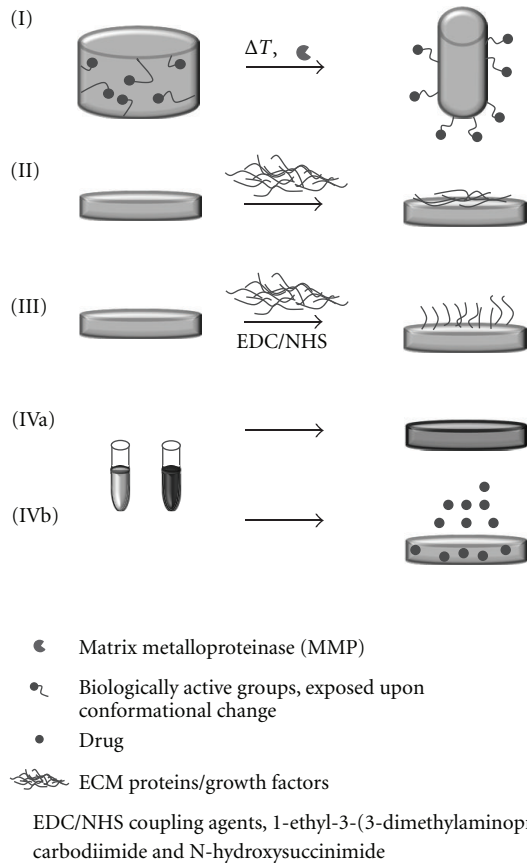 (I)
ΔT,
(II)
(III)
EDC/NHS
(IVa)
(IVb)
Matrix metalloproteinase (MMP)
Biologically active groups, exposed upon
conformational change
Drug
ECM proteins/growth factors
EDC/NHS coupling agents, 1-ethyl-3-(3-dimethylaminopr
carbodiimide and N-hydroxysuccinimide